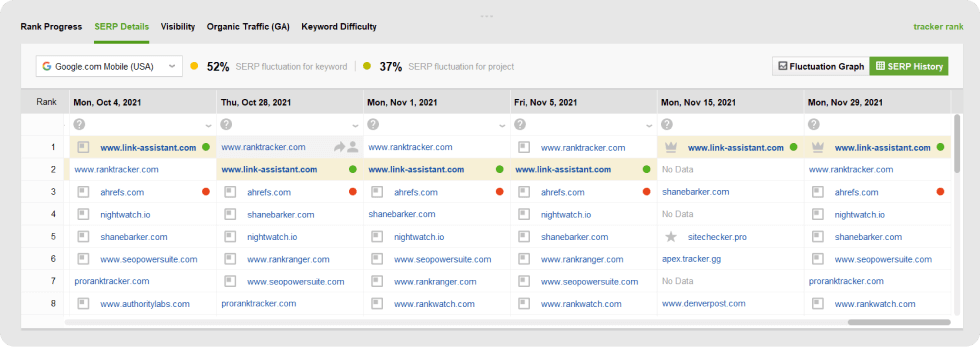 Rank Progress SERP Details Visibility Organic Traffic (GA) Keyword Difficulty tracker rank
Google.com Mobile (USA) 52% SERP fluctuation for keyword 37% SERP fluctuation for project Fluctuation Graph SERP History
Rank Mon, Oct 4, 2021 Thu, Oct 28, 2021 Mon, Nov 1, 2021 Fri, Nov 5, 2021 Mon, Nov 15, 2021 Mon, Nov 29, 2021
? ? ? ? ? ?
1 www.link-assistant.com www.ranktracker.com www.ranktracker.com www.ranktracker.com www.link-assistant.com www.link-assistant.com
2 www.ranktracker.com www.link-assistant.com www.link-assistant.com www.link-assistant.com No Data www.ranktracker.com
3 ahrefs.com ahrefs.com ahrefs.com ahrefs.com shanebarker.com ahrefs.com
4 nightwatch.io shanebarker.com shanebarker.com nightwatch.io No Data nightwatch.io
5 shanebarker.com nightwatch.io nightwatch.io shanebarker.com sitechecker.pro shanebarker.com
6 www.seopowersuite.com www.rankranger.com www.seopowersuite.com www.rankranger.com apex.tracker.gg www.seopowersuite.com
7 proranktracker.com www.seopowersuite.com www.rankranger.com www.seopowersuite.com No Data proranktracker.com
8 www.authoritylabs.com proranktracker.com www.rankwatch.com www.rankwatch.com www.denverpost.com www.rankwatch.com